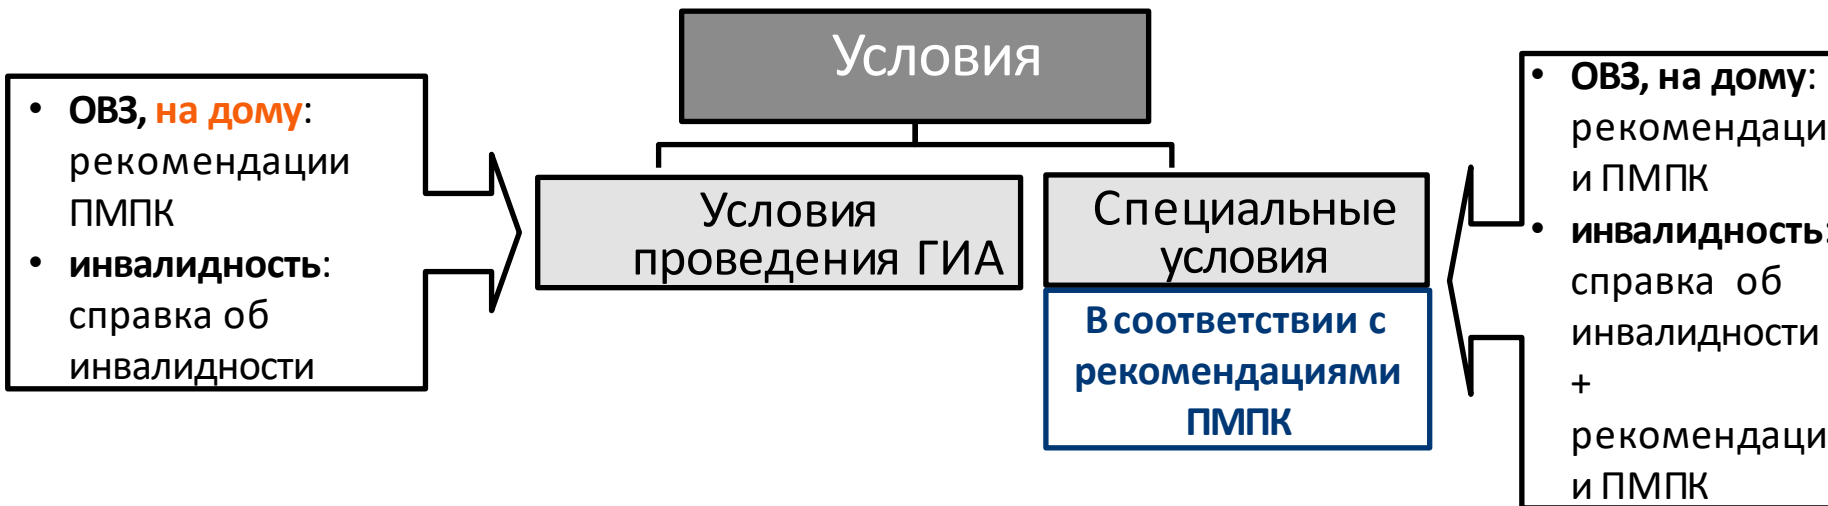 Условия
• ОВЗ, на дому:
рекомендации
ПМПК
• инвалидность:
справка об
инвалидности
Условия
проведения ГИА
Специальные
условия
В соответствии с
рекомендациями
ПМПК
• ОВЗ, на дому:
рекомендаци
и ПМПК
• инвалидность:
справка об
инвалидности
+
рекомендаци
и ПМПК